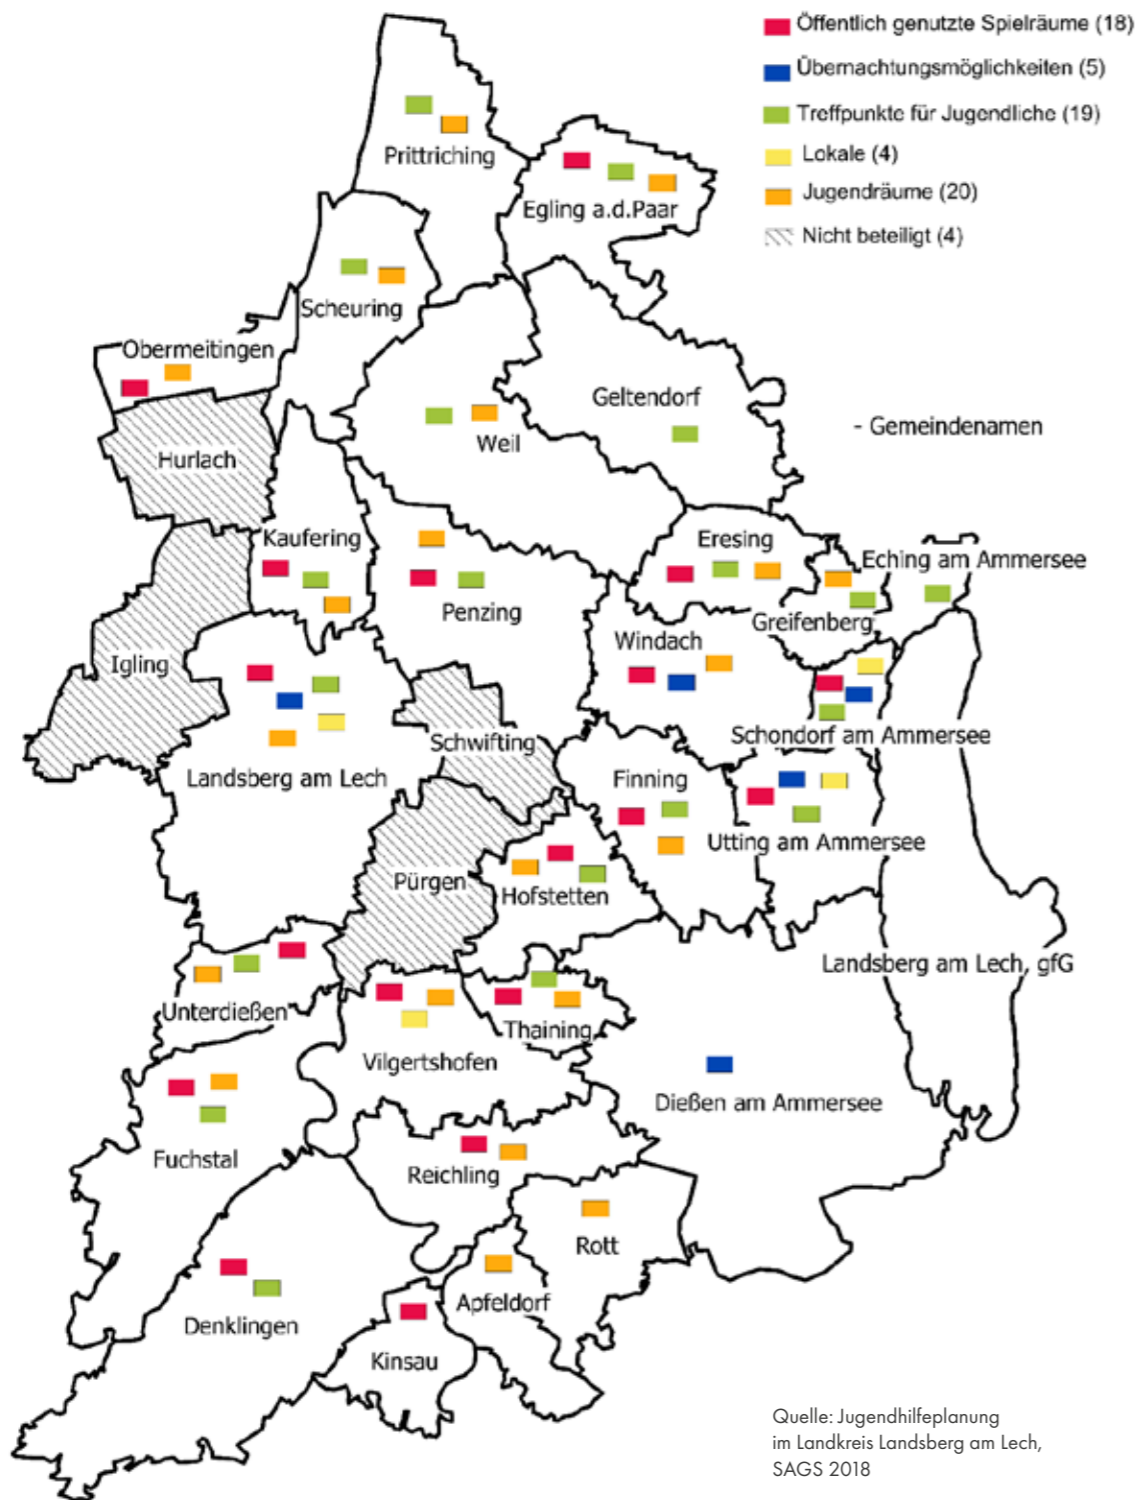 Öffentlich genutzte Spielräume (18)
Übernachtungsmöglichkeiten (5)
Treffpunkte für Jugendliche (19)
Lokale (4)
Jugendräume (20)
Nicht beteiligt (4)
Prittriching
Egling a.d.Paar
Scheuring
Obermeitingen
Geltendorf
- Gemeindenamen
Weil
Hurlach
Kaufering
Eresing
Eching am Ammersee
Penzing
Greifenberg
Windach
Igling
Schondorf am Ammersee
Schwifting
Landsberg am Lech
Finning
Utting am Ammersee
Pürgen
Hofstetten
Landsberg am Lech, gfG
Unterdießen
Thaining
Vilgertshofen
Dießen am Ammersee
Fuchstal
Reichling
Rott
Apfeldorf
Denklingen
Kinsau
Quelle: Jugendhilfeplanung
im Landkreis Landsberg am Lech,
SAGS 2018